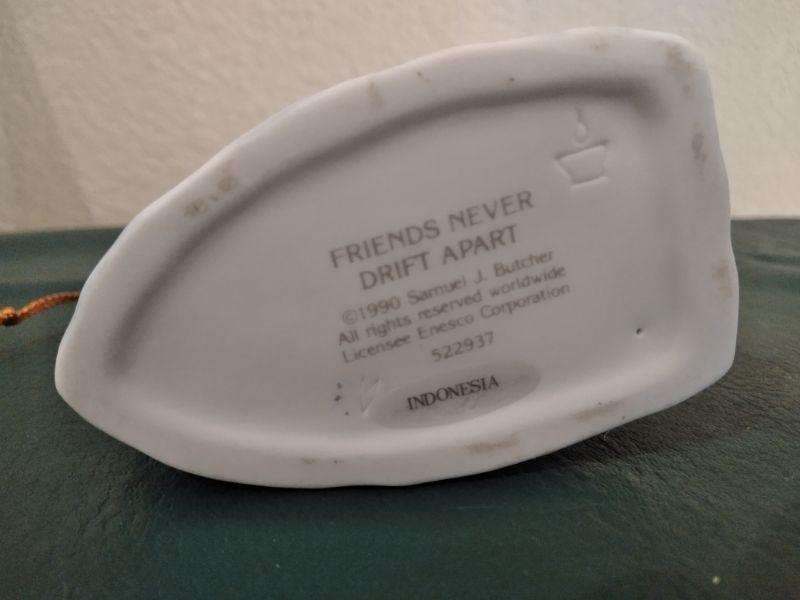 FRIENDS NEVER
DRIFT APART
©1990 Samuel J. Butcher
All rights reserved worldwide
Licensee Enesco Corporation
522937
INDONESIA